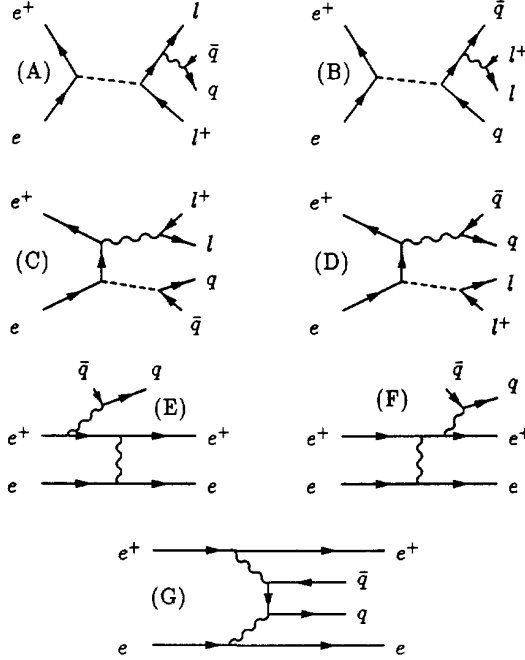 e+ l
(A) q̄
q
e l+
e+ q̄
(B) l+
l
e q
e+ l+
(C) l
q
e q̄
e+ q̄
(D) q
l
e l+
q̄ q
(E)
e+ e+
e e
q̄ q
(F)
e+ e+
e e
e+ e+
(G) q̄
q
e e